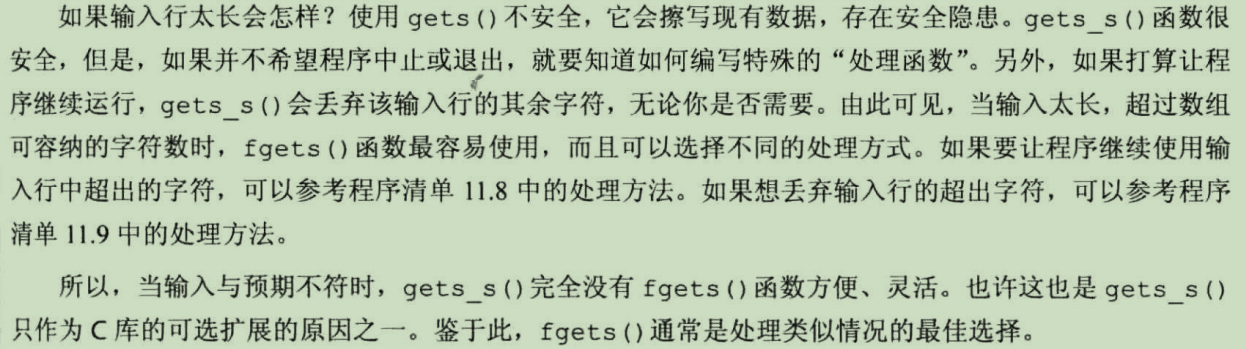 如果输入行太长会怎样？使用 gets()不安全，它会擦写现有数据，存在安全隐患。gets_s()函数很
安全，但是，如果并不希望程序中止或退出，就要知道如何编写特殊的“处理函数”。另外，如果打算让程
序继续运行，gets_s()会丢弃该输入行的其余字符，无论你是否需要。由此可见，当输入太长，超过数组
可容纳的字符数时，fgets()函数最容易使用，而且可以选择不同的处理方式。如果要让程序继续使用输
入行中超出的字符，可以参考程序清单 11.8 中的处理方法。如果想丢弃输入行的超出字符，可以参考程序
清单 11.9 中的处理方法。
所以，当输入与预期不符时，gets_s()完全没有 fgets()函数方便、灵活。也许这也是 gets_s()
只作为 C 库的可选扩展的原因之一。鉴于此，fgets()通常是处理类似情况的最佳选择。